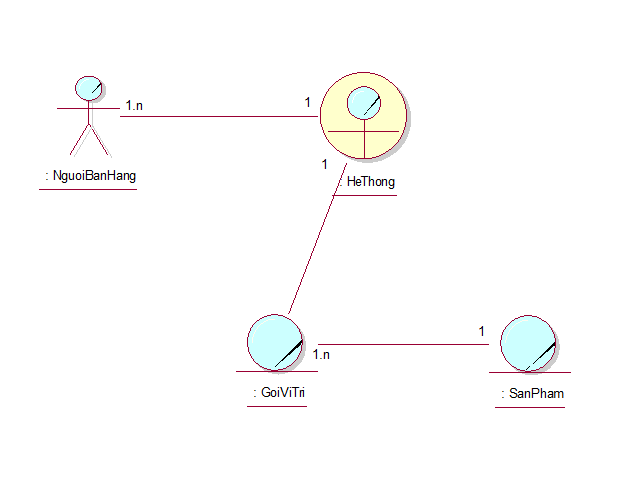 1.n
1
: NguoiBanHang
: HeThong
1
1.n
1
: GoiViTri
: SanPham